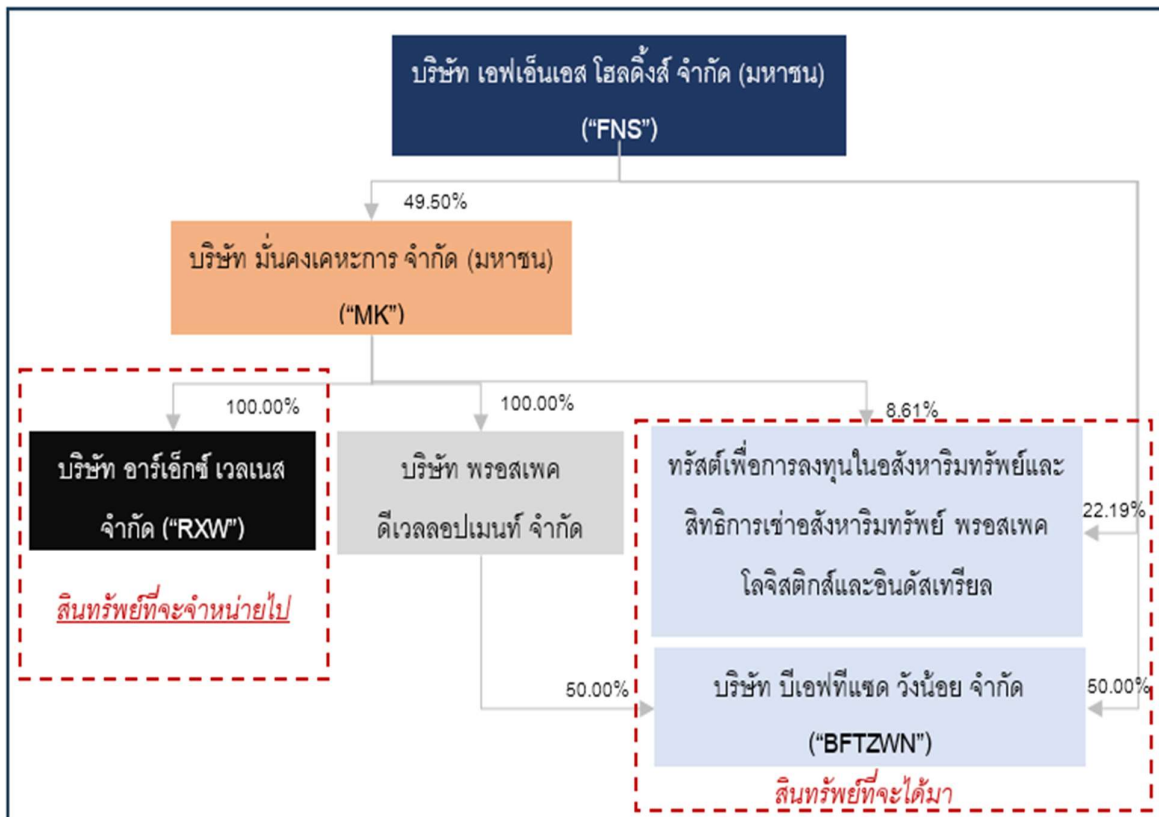 บริษัท เอฟเอ็นเอส โฮลดิ้งส์ จำกัด (มหาชน)
(“FNS”)
49.50%
บริษัท มั่นคงเคหะการ จำกัด (มหาชน)
(“MK”)
100.00%
100.00%
8.61%
บริษัท อาร์เอ็กซ์ เวลเนส
จำกัด (“RXW”)
สินทรัพย์ที่จะจำหน่ายไป
บริษัท พรอสเพค
ดีเวลลอปเมนท์ จำกัด
ทรัสต์เพื่อการลงทุนในอสังหาริมทรัพย์และ
สิทธิการเช่าอสังหาริมทรัพย์ พรอสเพค
โลจิสติกส์และอินดัสเทรียล
22.19%
50.00%
บริษัท บีเอฟทีแซด วังน้อย จำกัด
(“BFTZWN”)
50.00%
สินทรัพย์ที่จะได้มา